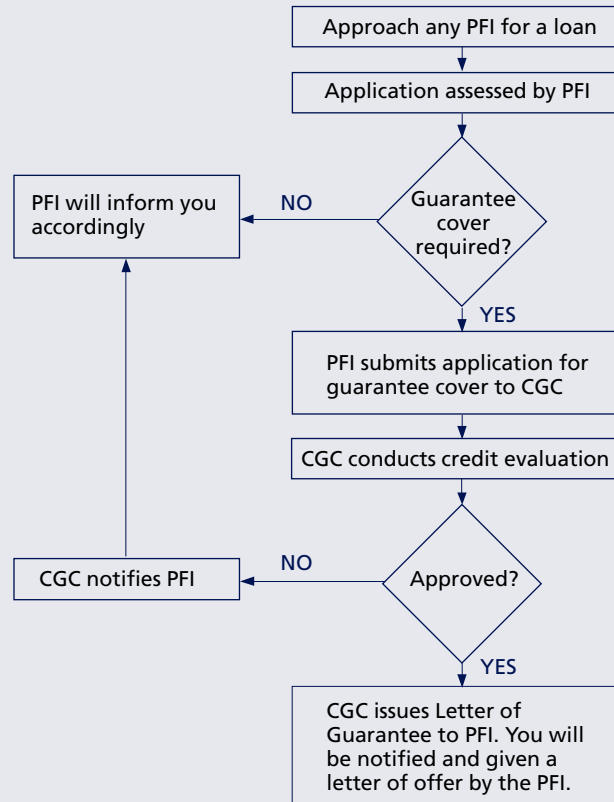 Approach any PFI for a loan
Application assessed by PFI
PFI will inform you
accordingly
NO
Guarantee
cover
required?
YES
PFI submits application for
guarantee cover to CGC
CGC conducts credit evaluation
CGC notifies PFI
NO
Approved?
YES
CGC issues Letter of
Guarantee to PFI. You will
be notified and given a
letter of offer by the PFI.